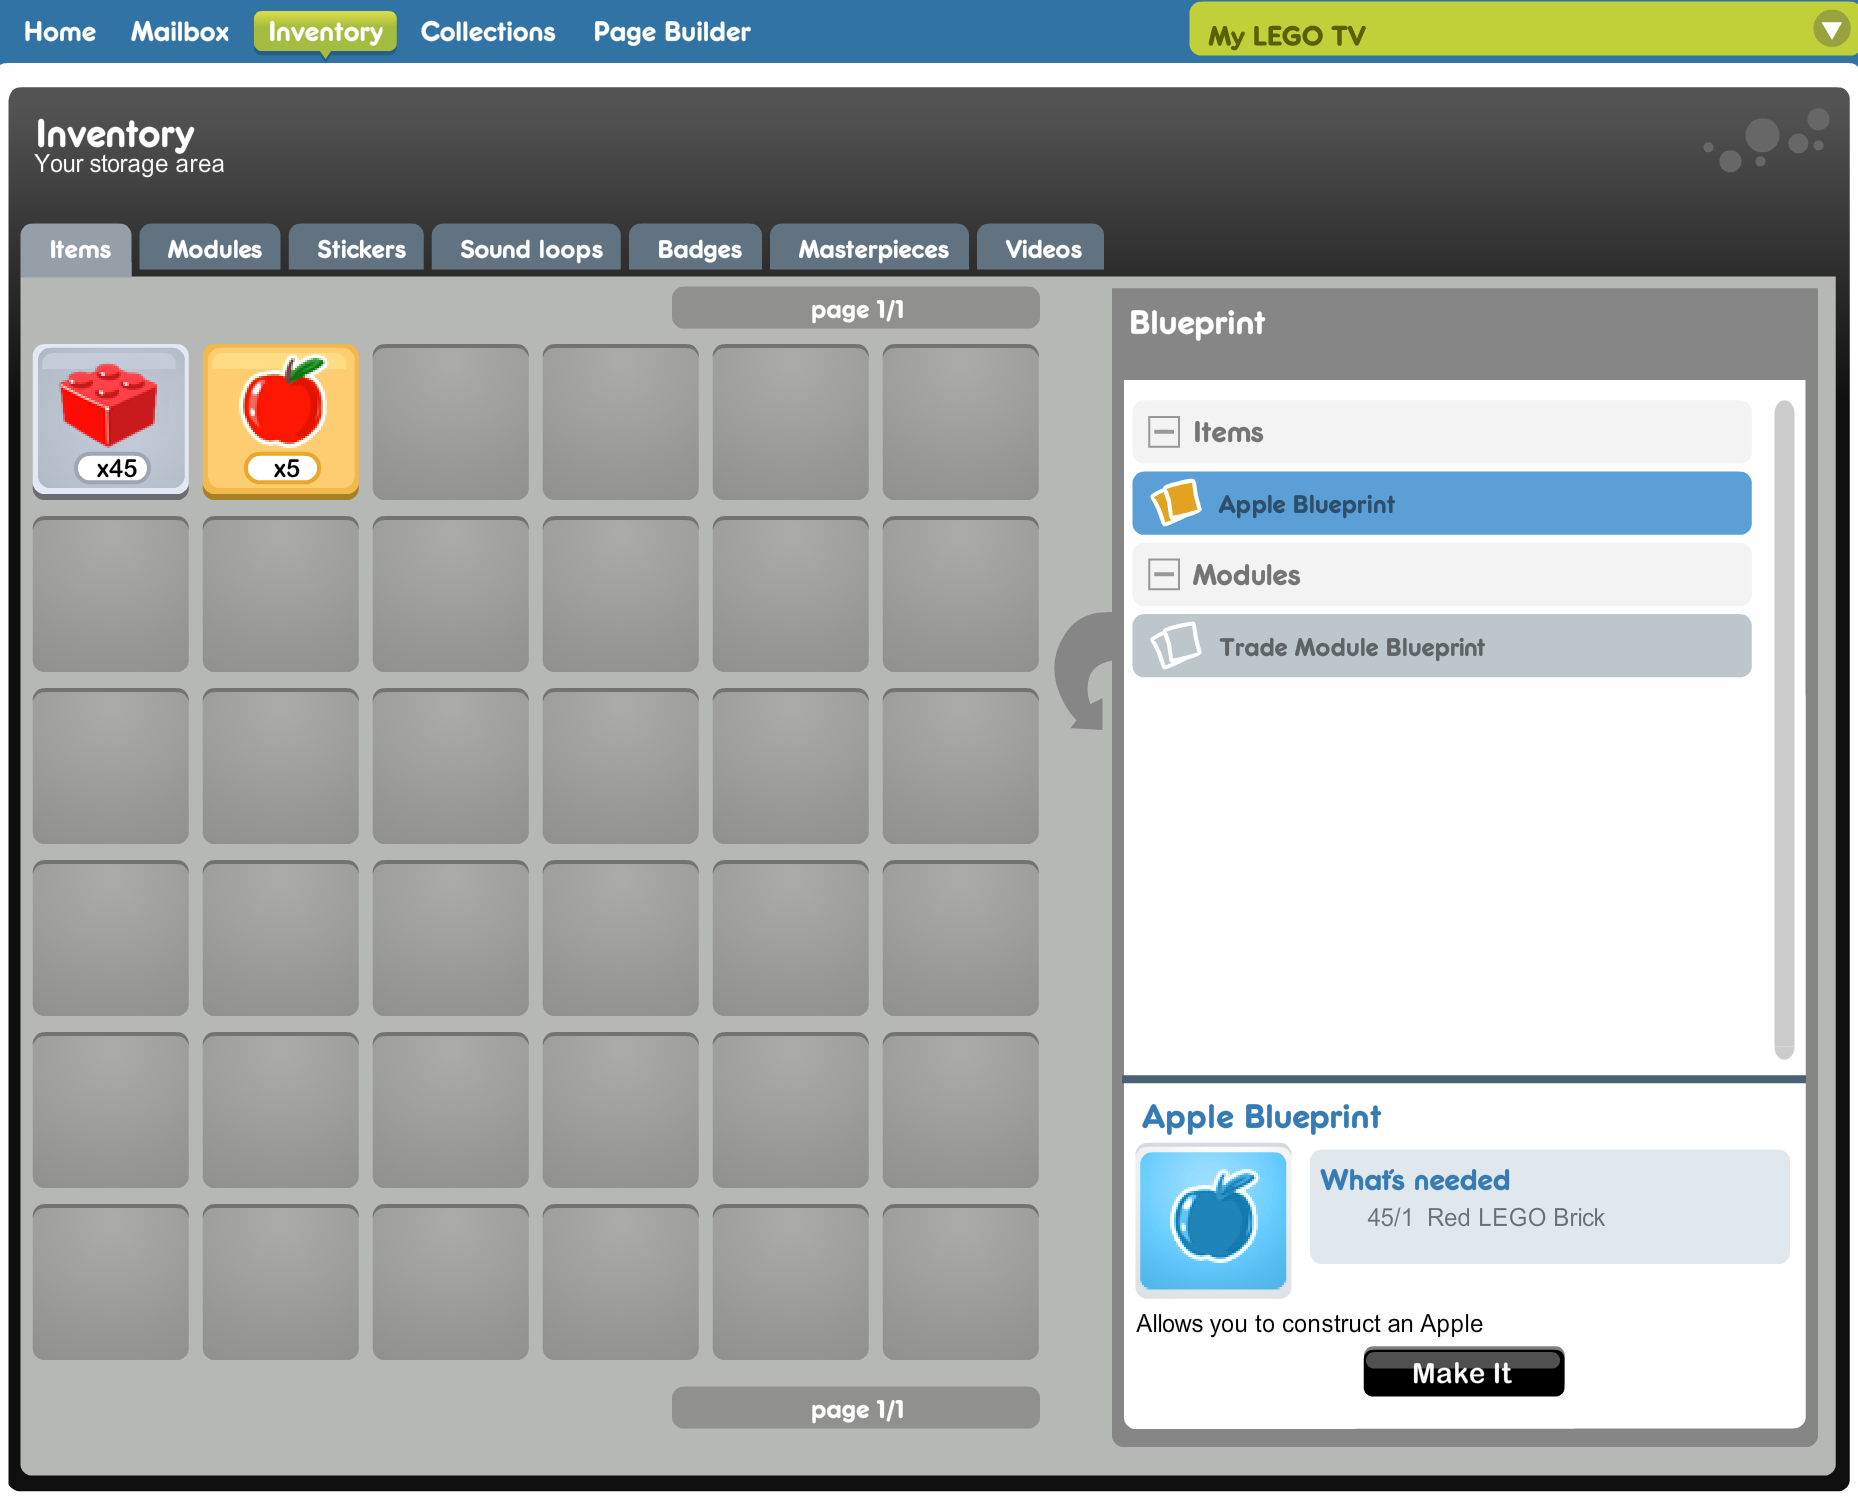 Home Mailbox Inventory Collections Page Builder My LEGO TV
Inventory
Your storage area
Items Modules Stickers Sound loops Badges Masterpieces Videos
page 1/1
x45 x5
page 1/1
Blueprint
Items
Apple Blueprint
Modules
Trade Module Blueprint
Apple Blueprint
What's needed
45/1 Red LEGO Brick
Allows you to construct an Apple
Make It